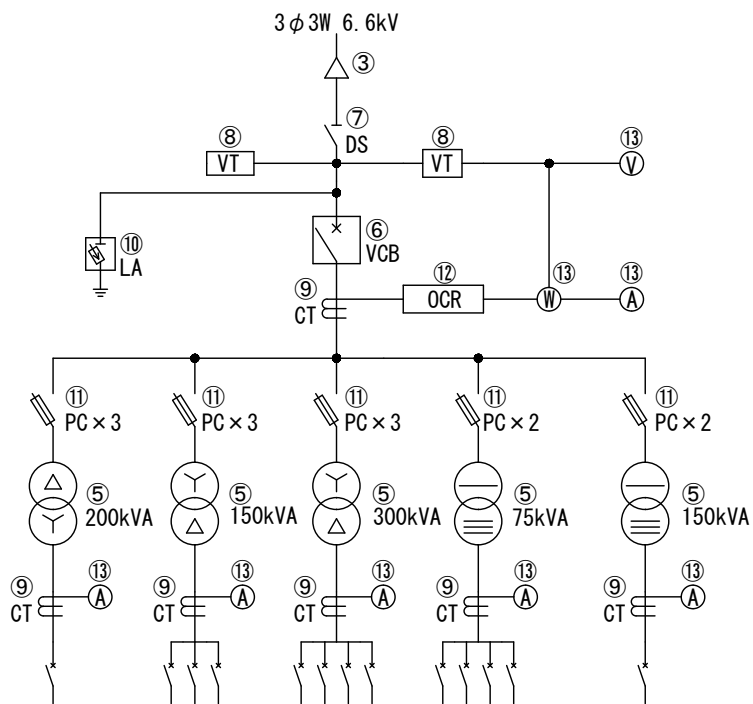 3φ3W 6.6kV
③
⑦
DS
⑧
VT
⑧
VT
⑬
V
⑩
LA
⑥
VCB
⑨
CT
⑫
OCR
⑬
W
⑬
A
⑪
PC×3
⑪
PC×3
⑪
PC×3
⑪
PC×2
⑪
PC×2
⑤
200kVA
⑤
150kVA
⑤
300kVA
⑤
75kVA
⑤
150kVA
⑨
CT
⑬
A
⑨
CT
⑬
A
⑨
CT
⑬
A
⑨
CT
⑬
A
⑨
CT
⑬
A